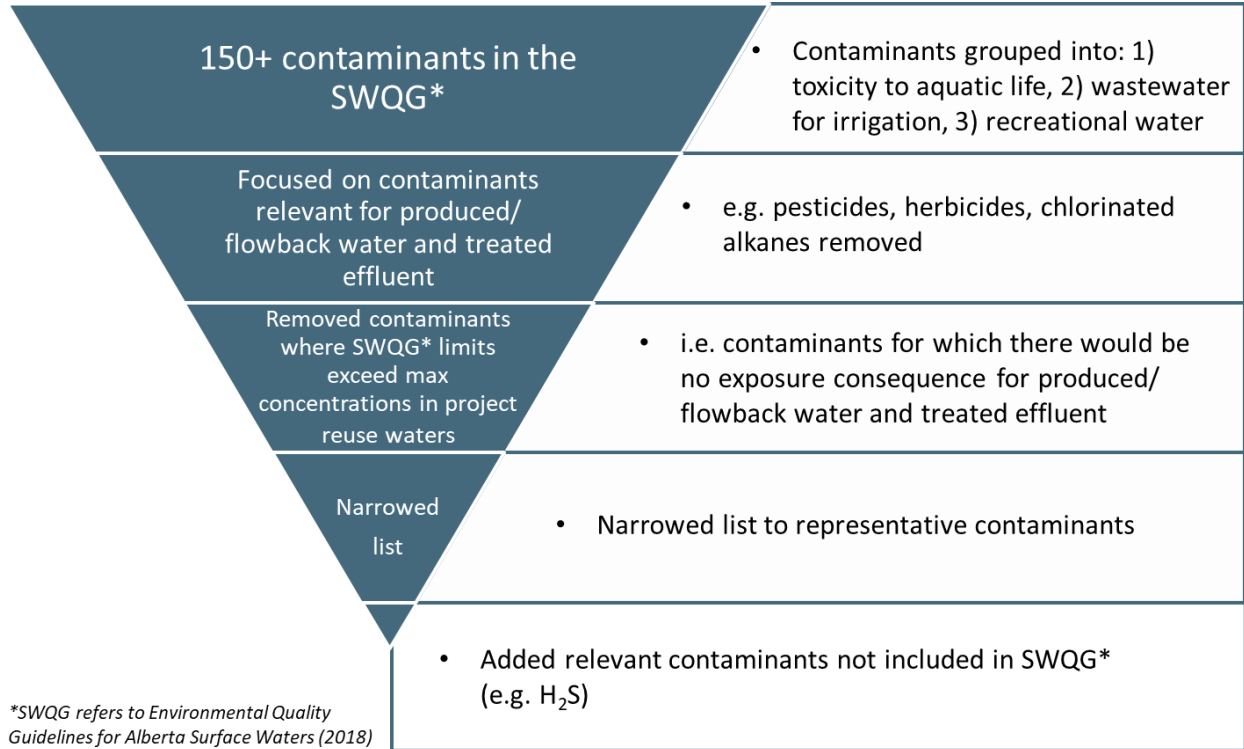 150+ contaminants in the
SWQG*
• Contaminants grouped into: 1)
toxicity to aquatic life, 2) wastewater
for irrigation, 3) recreational water
Focused on contaminants
relevant for produced/
flowback water and treated
effluent
• e.g. pesticides, herbicides, chlorinated
alkanes removed
Removed contaminants
where SWQG* limits
exceed max
concentrations in project
reuse waters
• i.e. contaminants for which there would be
no exposure consequence for produced/
flowback water and treated effluent
Narrowed
list
• Narrowed list to representative contaminants
• Added relevant contaminants not included in SWQG*
(e.g. H₂S)
*SWQG refers to Environmental Quality
Guidelines for Alberta Surface Waters (2018)